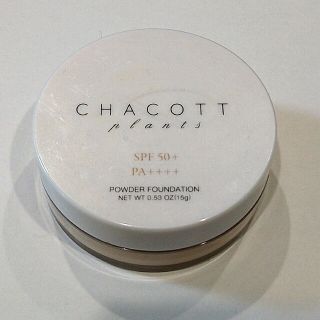 CHACOTT
plants
SPF 50+
PA++++
POWDER FOUNDATION
NET WT 0.53 OZ(15g)